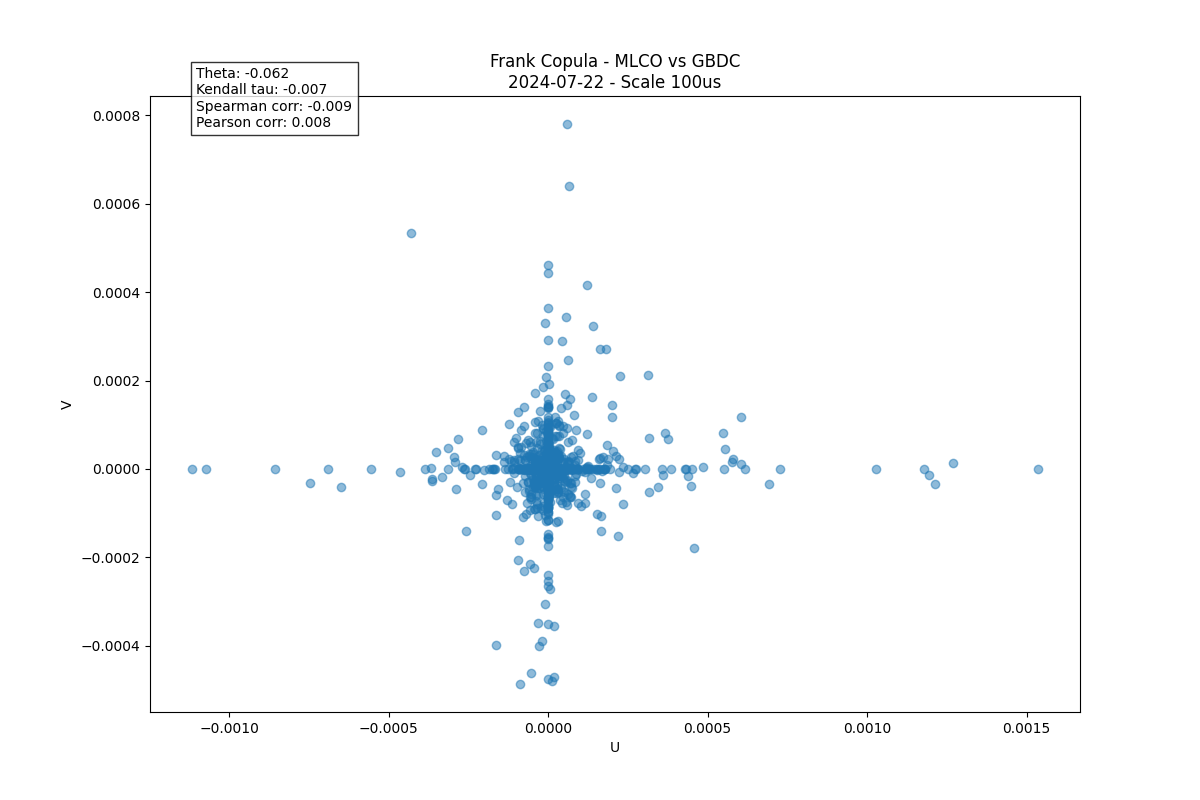 Frank Copula - MLCO vs GBDC
2024-07-22 - Scale 100us
Theta: -0.062
Kendall tau: -0.007
Spearman corr: -0.009
Pearson corr: 0.008
0.0008
0.0006
0.0004
0.0002
0.0000
−0.0002
−0.0004
V
−0.0010
−0.0005
0.0000
0.0005
0.0010
0.0015
U